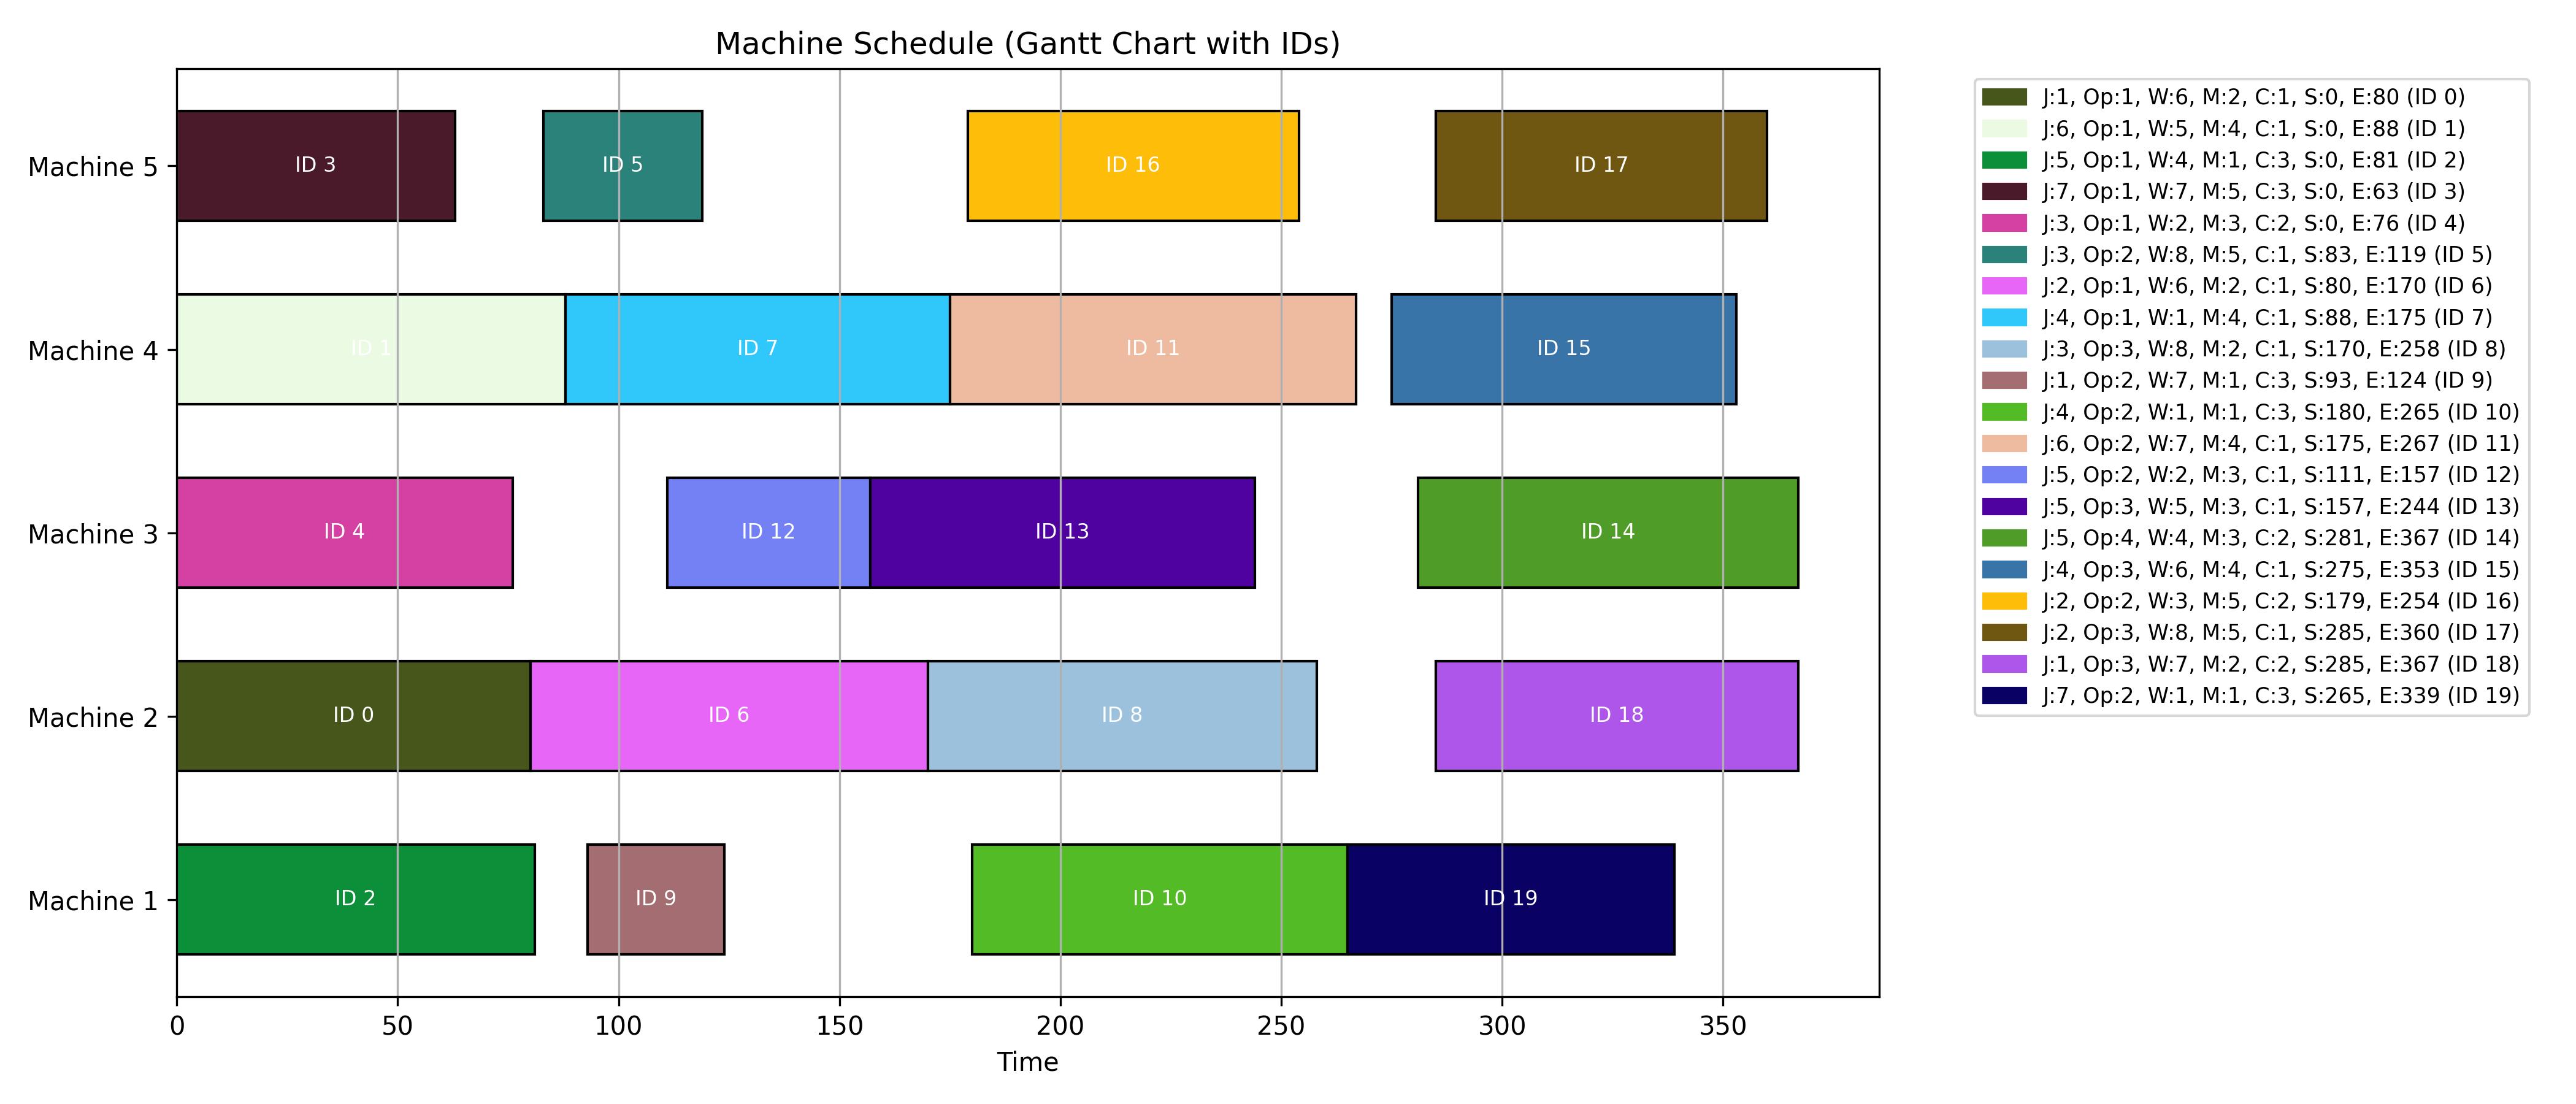 Machine Schedule (Gantt Chart with IDs)
Machine 5
ID 3
ID 5
ID 16
ID 17
Machine 4
ID 1
ID 7
ID 11
ID 15
Machine 3
ID 4
ID 12
ID 13
ID 14
Machine 2
ID 0
ID 6
ID 8
ID 18
Machine 1
ID 2
ID 9
ID 10
ID 19
0 50 100 150 200 250 300 350
Time
J:1, Op:1, W:6, M:2, C:1, S:0, E:80 (ID 0)
J:6, Op:1, W:5, M:4, C:1, S:0, E:88 (ID 1)
J:5, Op:1, W:4, M:1, C:3, S:0, E:81 (ID 2)
J:7, Op:1, W:7, M:5, C:3, S:0, E:63 (ID 3)
J:3, Op:1, W:2, M:3, C:2, S:0, E:76 (ID 4)
J:3, Op:2, W:8, M:5, C:1, S:83, E:119 (ID 5)
J:2, Op:1, W:6, M:2, C:1, S:80, E:170 (ID 6)
J:4, Op:1, W:1, M:4, C:1, S:88, E:175 (ID 7)
J:3, Op:3, W:8, M:2, C:1, S:170, E:258 (ID 8)
J:1, Op:2, W:7, M:1, C:3, S:93, E:124 (ID 9)
J:4, Op:2, W:1, M:1, C:3, S:180, E:265 (ID 10)
J:6, Op:2, W:7, M:4, C:1, S:175, E:267 (ID 11)
J:5, Op:2, W:2, M:3, C:1, S:111, E:157 (ID 12)
J:5, Op:3, W:5, M:3, C:1, S:157, E:244 (ID 13)
J:5, Op:4, W:4, M:3, C:2, S:281, E:367 (ID 14)
J:4, Op:3, W:6, M:4, C:1, S:275, E:353 (ID 15)
J:2, Op:2, W:3, M:5, C:2, S:179, E:254 (ID 16)
J:2, Op:3, W:8, M:5, C:1, S:285, E:360 (ID 17)
J:1, Op:3, W:7, M:2, C:2, S:285, E:367 (ID 18)
J:7, Op:2, W:1, M:1, C:3, S:265, E:339 (ID 19)